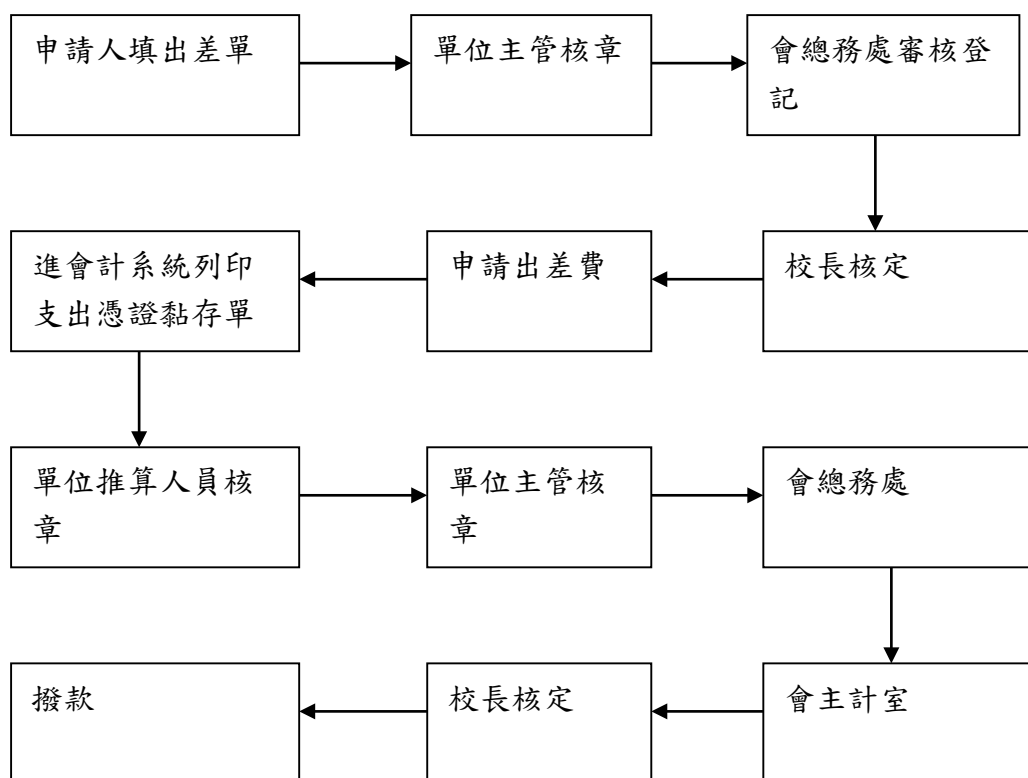 申請人填出差單
單位主管核章
會總務處審核登
記
校長核定
申請出差費
進會計系統列印
支出憑證黏存單
單位推算人員核
章
單位主管核
章
會總務處
會主計室
校長核定
撥款